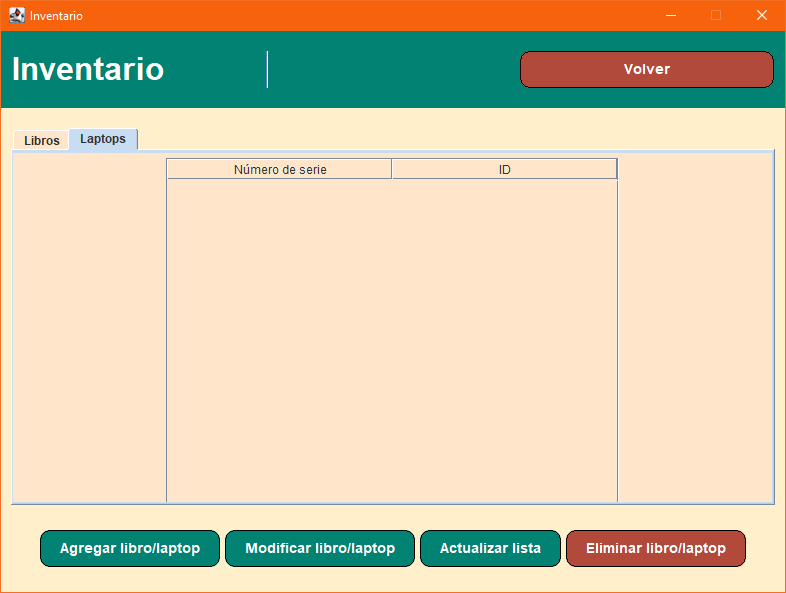 Inventario
Inventario
Volver
Libros Laptops
Número de serie ID
Agregar libro/laptop Modificar libro/laptop Actualizar lista Eliminar libro/laptop